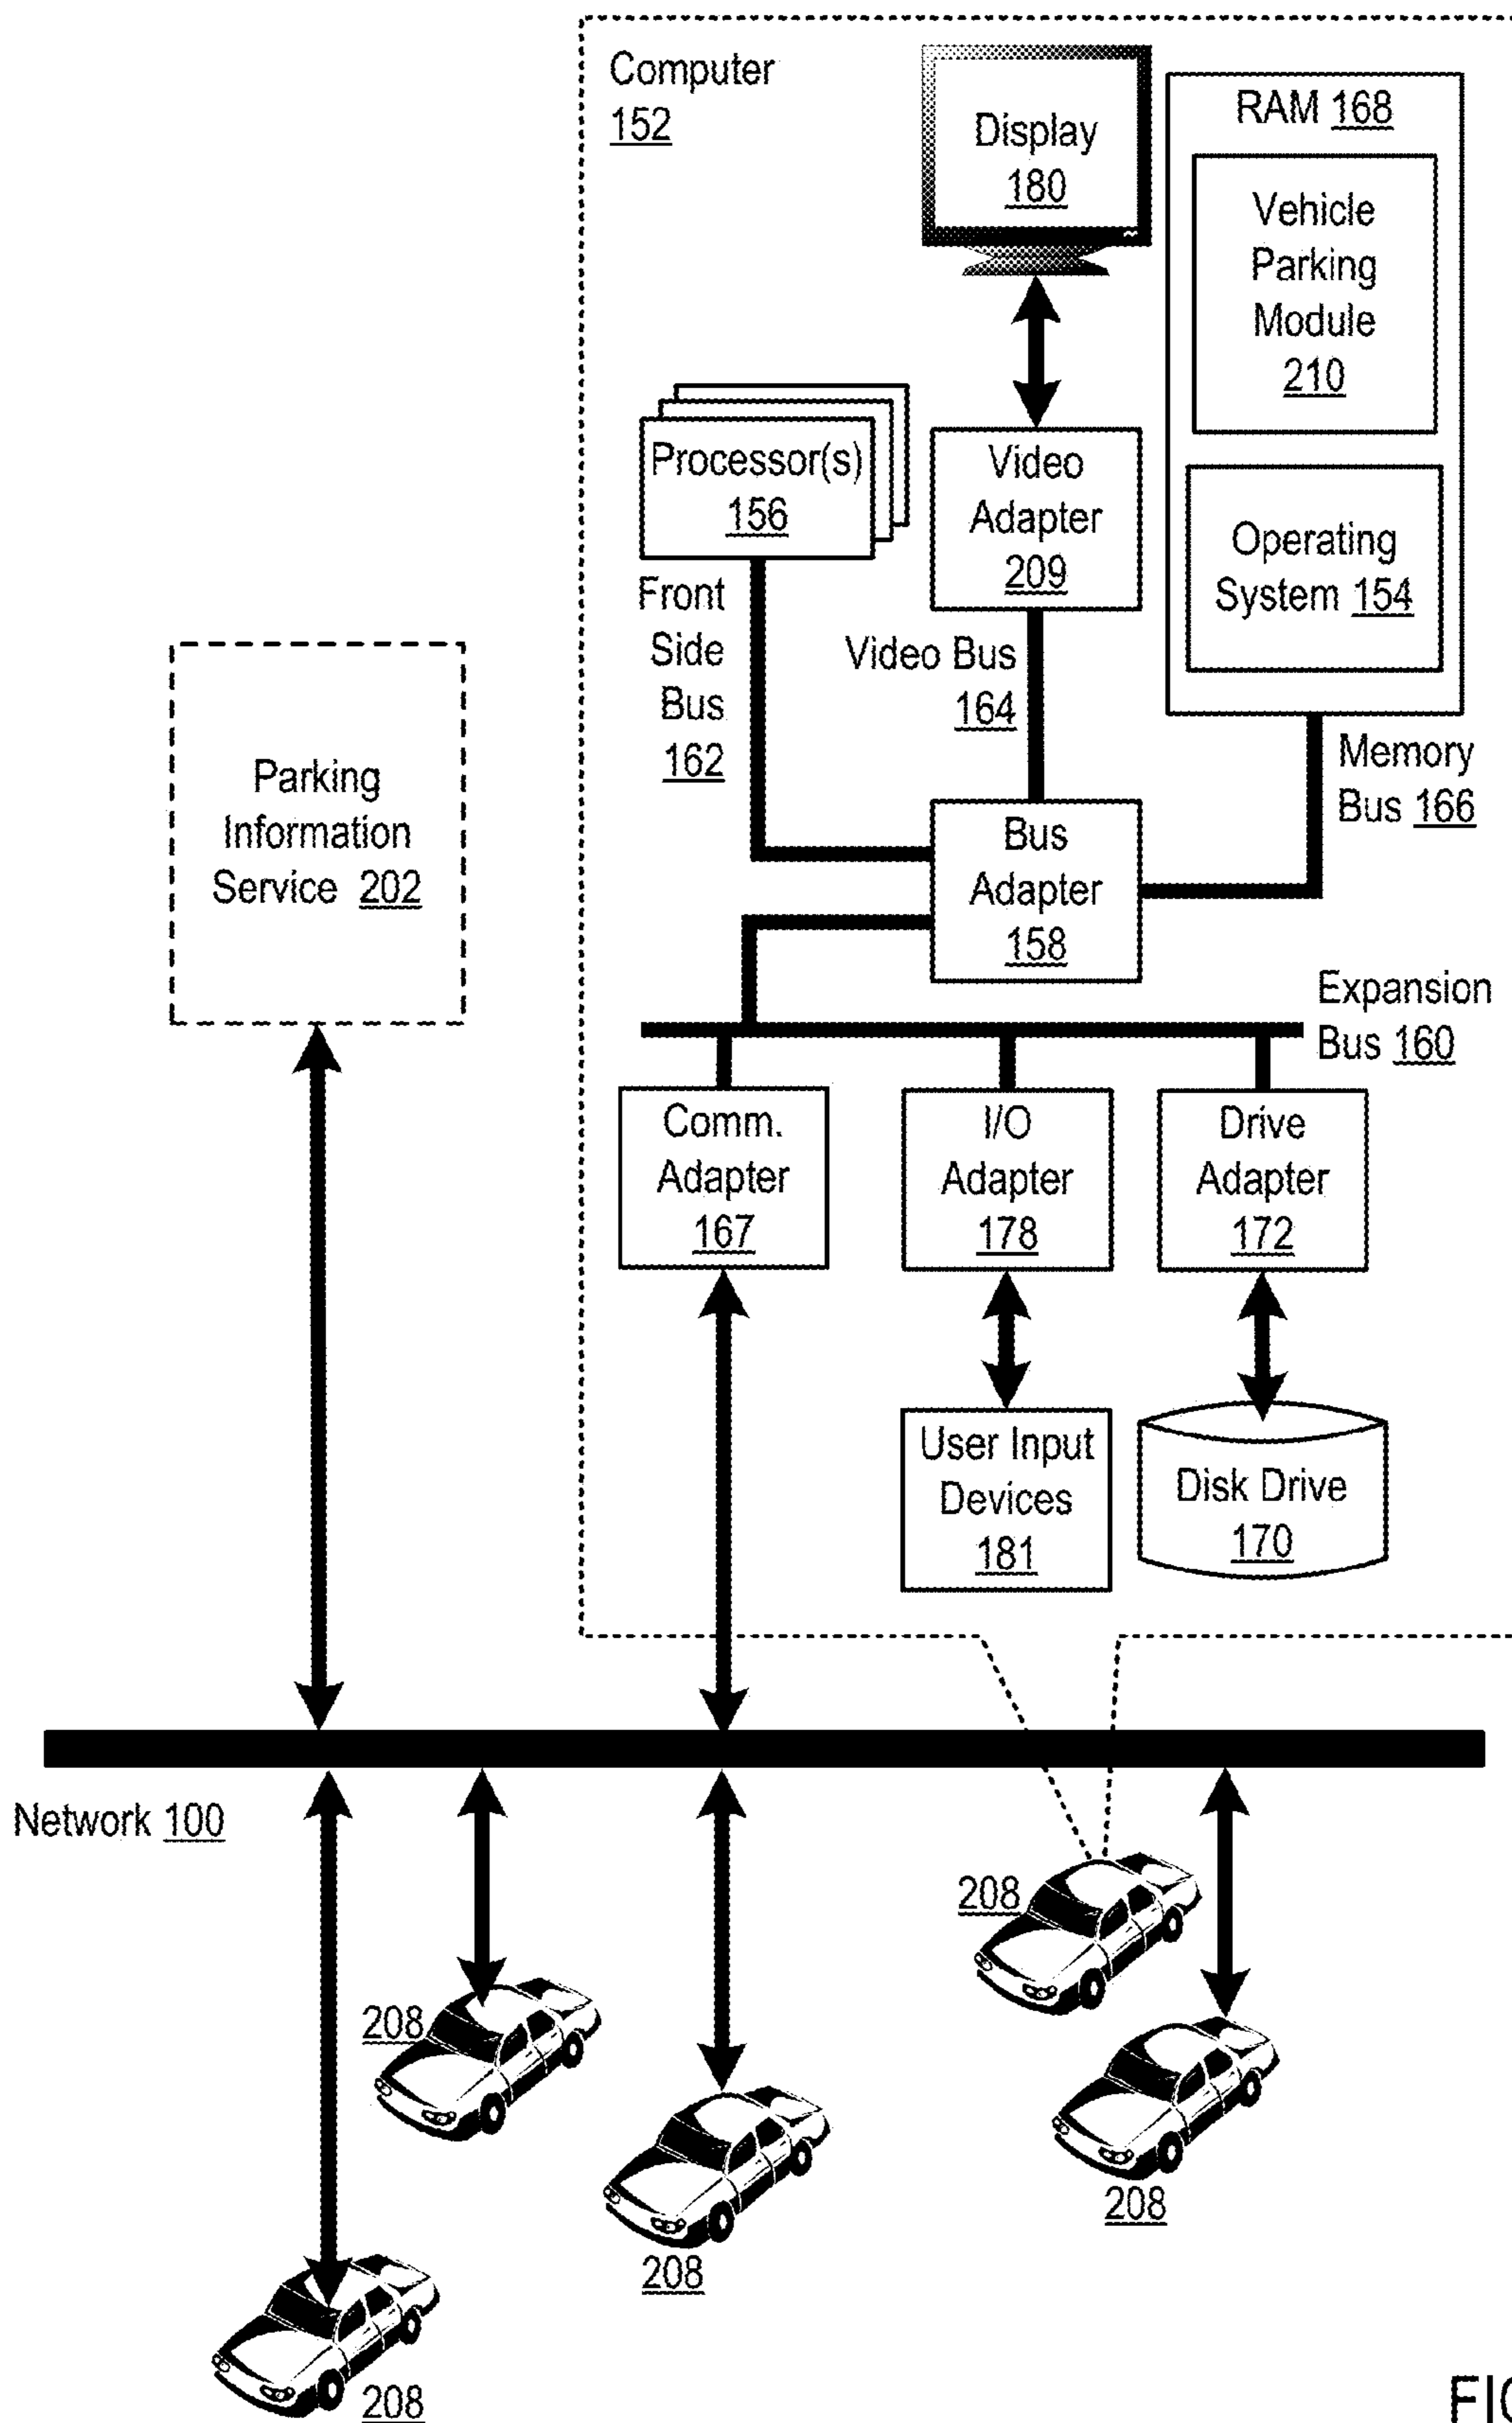 Computer
152
Display
180
RAM 168
Vehicle
Parking
Module
210
Processor(s)
156
Video
Adapter
209
Operating
System 154
Front
Side
Bus
162
Video Bus
164
Memory
Bus 166
Parking
Information
Service 202
Bus
Adapter
158
Expansion
Bus 160
Comm.
Adapter
167
I/O
Adapter
178
Drive
Adapter
172
User Input
Devices
181
Disk Drive
170
Network 100
208
208
208
208
208
FIG